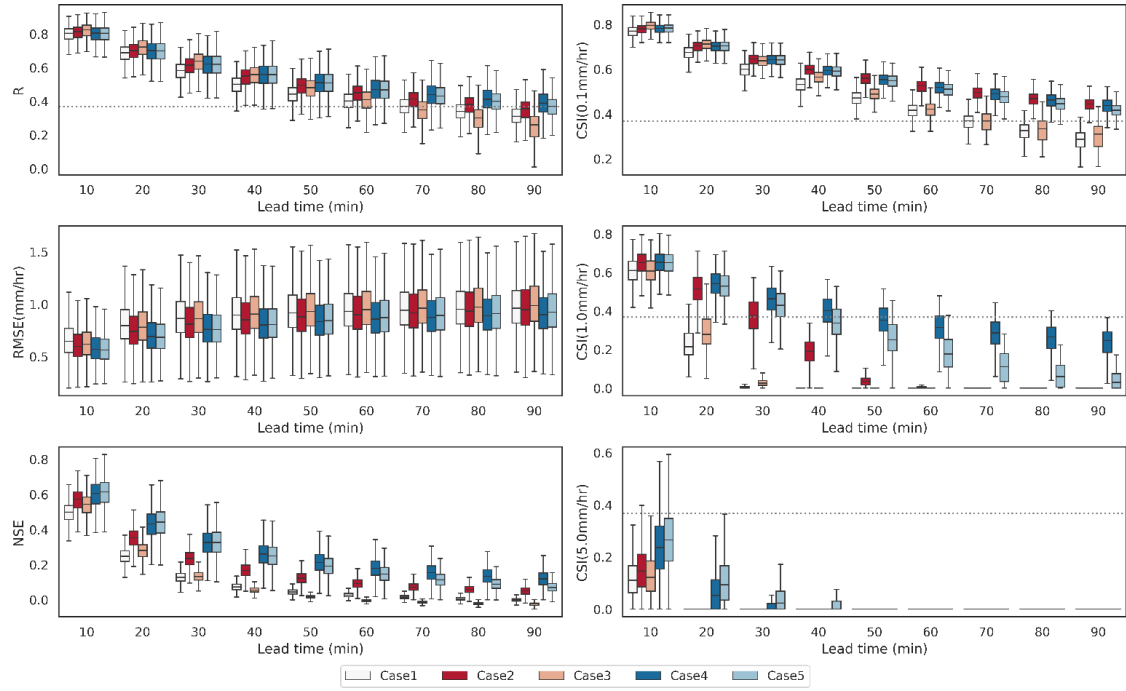 R
0.8
0.6
0.4
0.2
0.0
10 20 30 40 50 60 70 80 90
Lead time (min)
CSI(0.1mm/hr)
0.8
0.6
0.4
0.2
10 20 30 40 50 60 70 80 90
Lead time (min)
RMSE(mm/hr)
1.5
1.0
0.5
10 20 30 40 50 60 70 80 90
Lead time (min)
CSI(1.0mm/hr)
0.8
0.6
0.4
0.2
0.0
10 20 30 40 50 60 70 80 90
Lead time (min)
NSE
0.8
0.6
0.4
0.2
0.0
10 20 30 40 50 60 70 80 90
Lead time (min)
CSI(5.0mm/hr)
0.6
0.4
0.2
0.0
10 20 30 40 50 60 70 80 90
Lead time (min)
Case1 Case2 Case3 Case4 Case5